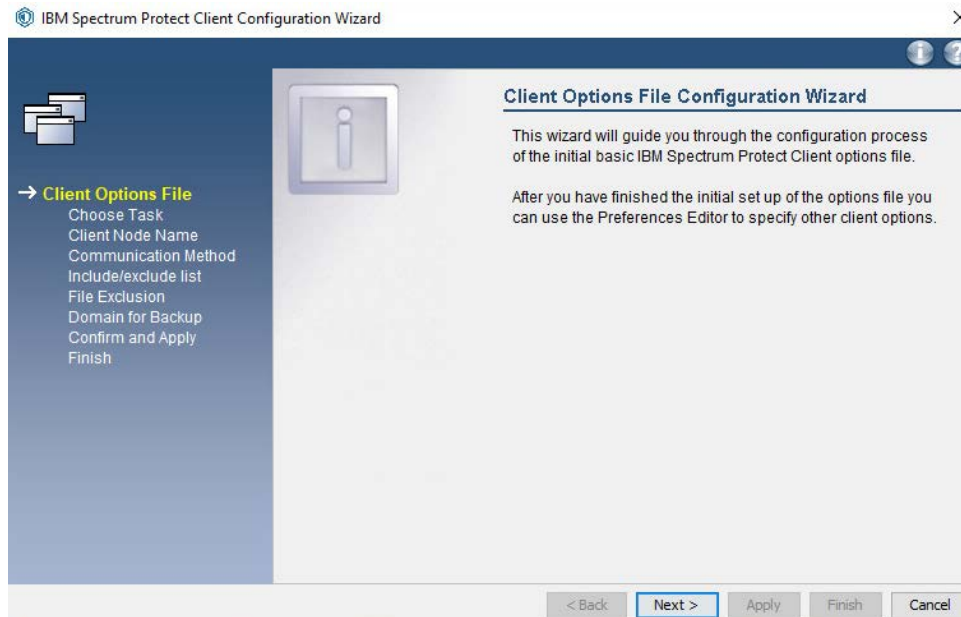 IBM Spectrum Protect Client Configuration Wizard
Client Options File
Choose Task
Client Node Name
Communication Method
Include/exclude list
File Exclusion
Domain for Backup
Confirm and Apply
Finish
Client Options File Configuration Wizard
This wizard will guide you through the configuration process
of the initial basic IBM Spectrum Protect Client options file.
After you have finished the initial set up of the options file you
can use the Preferences Editor to specify other client options.
< Back Next > Apply Finish Cancel